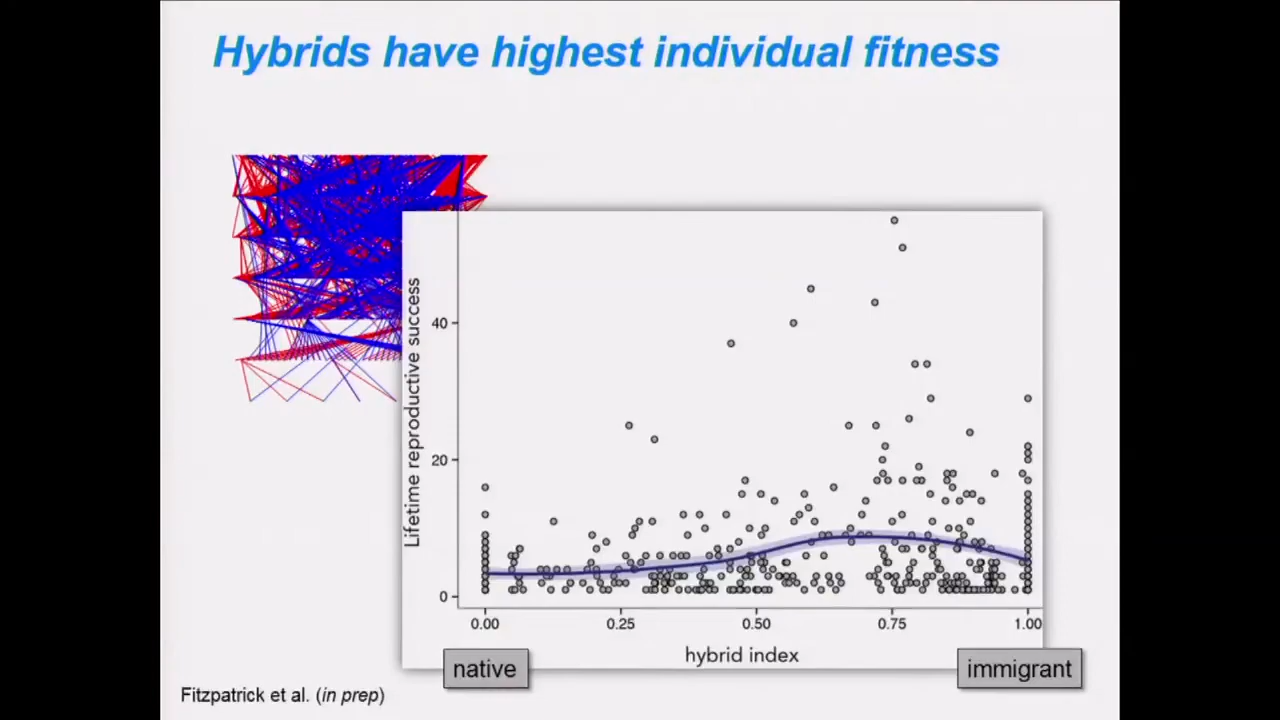 Hybrids have highest individual fitness
Lifetime reproductive success
40
20
0
0.00 0.25 0.50 0.75 1.00
hybrid index
native
immigrant
Fitzpatrick et al. (in prep)